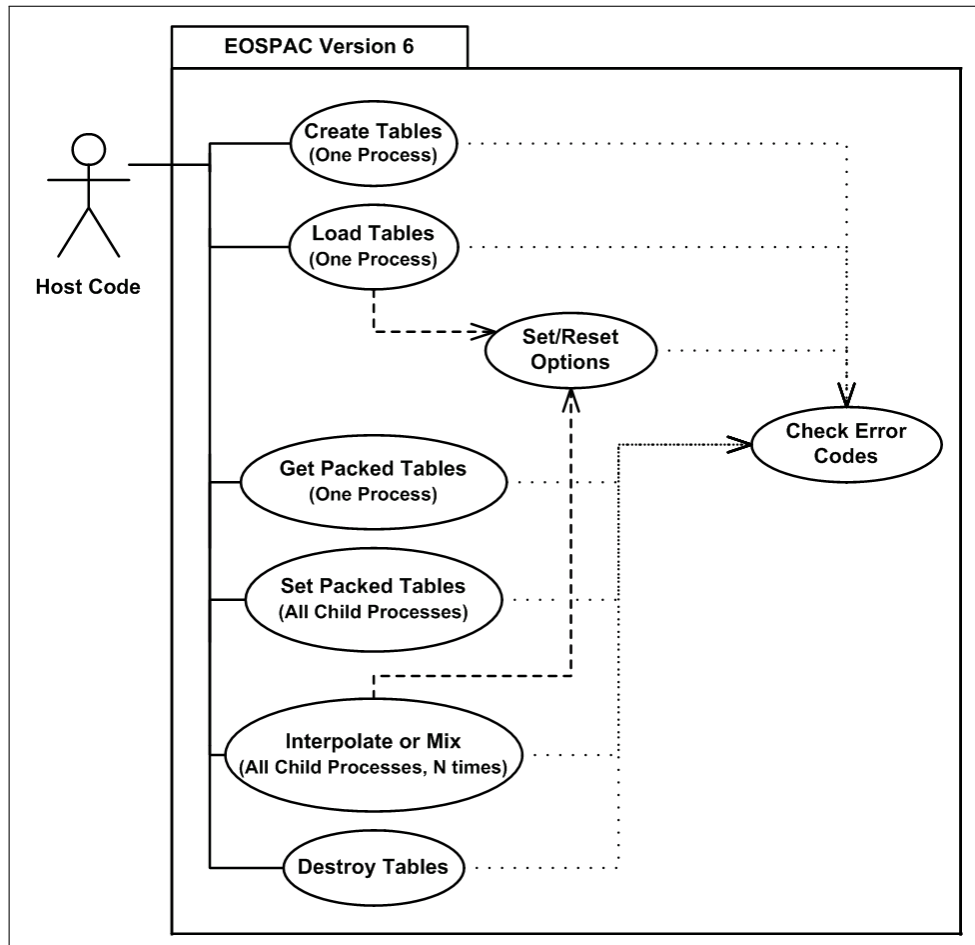 EOSPAC Version 6
Create Tables
(One Process)
Host Code
Load Tables
(One Process)
Set/Reset
Options
Check Error
Codes
Get Packed Tables
(One Process)
Set Packed Tables
(All Child Processes)
Interpolate or Mix
(All Child Processes, N times)
Destroy Tables